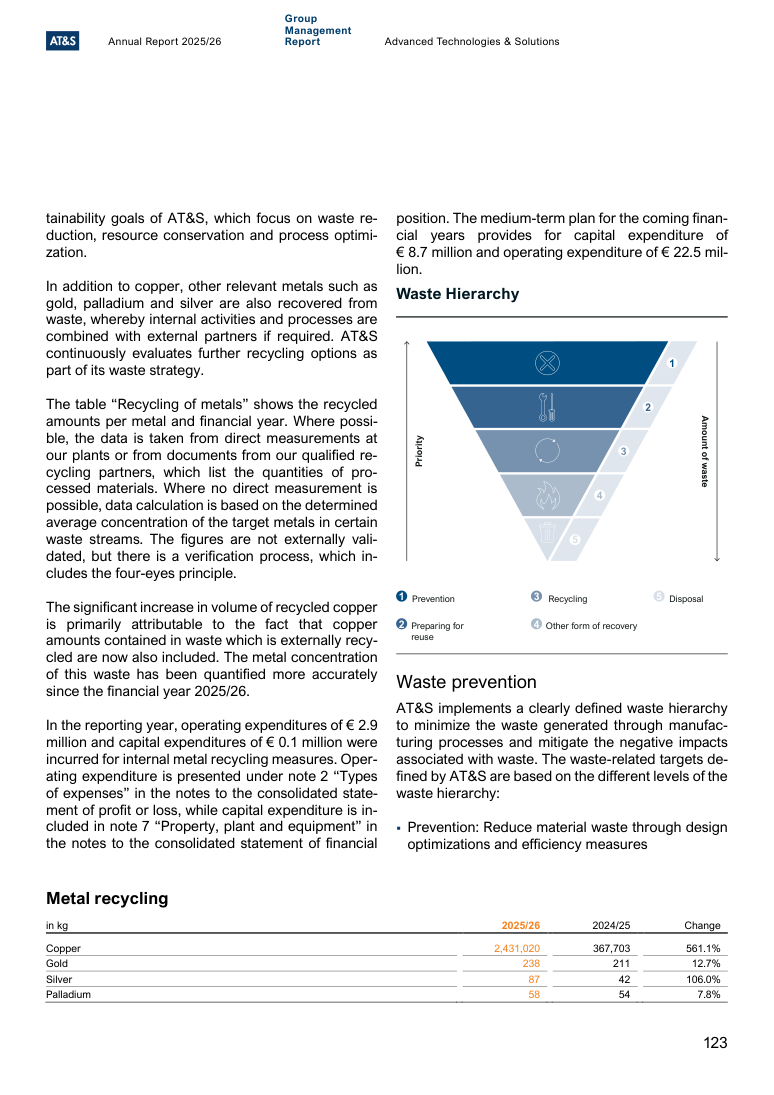 AT&S
Annual Report 2025/26
Group
Management
Report
Advanced Technologies & Solutions
tainability goals of AT&S, which focus on waste re-
duction, resource conservation and process optimi-
zation.
In addition to copper, other relevant metals such as
gold, palladium and silver are also recovered from
waste, whereby internal activities and processes are
combined with external partners if required. AT&S
continuously evaluates further recycling options as
part of its waste strategy.
The table “Recycling of metals” shows the recycled
amounts per metal and financial year. Where possi-
ble, the data is taken from direct measurements at
our plants or from documents from our qualified re-
cycling partners, which list the quantities of pro-
cessed materials. Where no direct measurement is
possible, data calculation is based on the determined
average concentration of the target metals in certain
waste streams. The figures are not externally vali-
dated, but there is a verification process, which in-
cludes the four-eyes principle.
The significant increase in volume of recycled copper
is primarily attributable to the fact that copper
amounts contained in waste which is externally recy-
cled are now also included. The metal concentration
of this waste has been quantified more accurately
since the financial year 2025/26.
In the reporting year, operating expenditures of € 2.9
million and capital expenditures of € 0.1 million were
incurred for internal metal recycling measures. Oper-
ating expenditure is presented under note 2 “Types
of expenses” in the notes to the consolidated state-
ment of profit or loss, while capital expenditure is in-
cluded in note 7 “Property, plant and equipment” in
the notes to the consolidated statement of financial
position. The medium-term plan for the coming finan-
cial years provides for capital expenditure of
€ 8.7 million and operating expenditure of € 22.5 mil-
lion.
Waste Hierarchy
Priority
1
2
3
4
5
Amount of waste
1 Prevention
3 Recycling
5 Disposal
2 Preparing for
reuse
4 Other form of recovery
Waste prevention
AT&S implements a clearly defined waste hierarchy
to minimize the waste generated through manufac-
turing processes and mitigate the negative impacts
associated with waste. The waste-related targets de-
fined by AT&S are based on the different levels of the
waste hierarchy:
▪ Prevention: Reduce material waste through design
optimizations and efficiency measures
Metal recycling
in kg 2025/26 2024/25 Change
Copper 2,431,020 367,703 561.1%
Gold 238 211 12.7%
Silver 87 42 106.0%
Palladium 58 54 7.8%
123